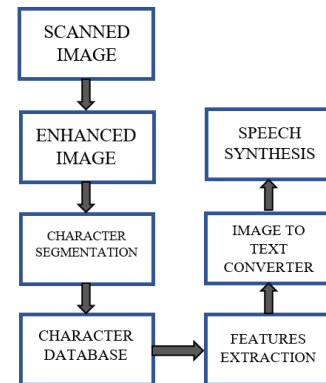 SCANNED
IMAGE
ENHANCED
IMAGE
CHARACTER
SEGMENTATION
CHARACTER
DATABASE
FEATURES
EXTRACTION
IMAGE TO
TEXT
CONVERTER
SPEECH
SYNTHESIS